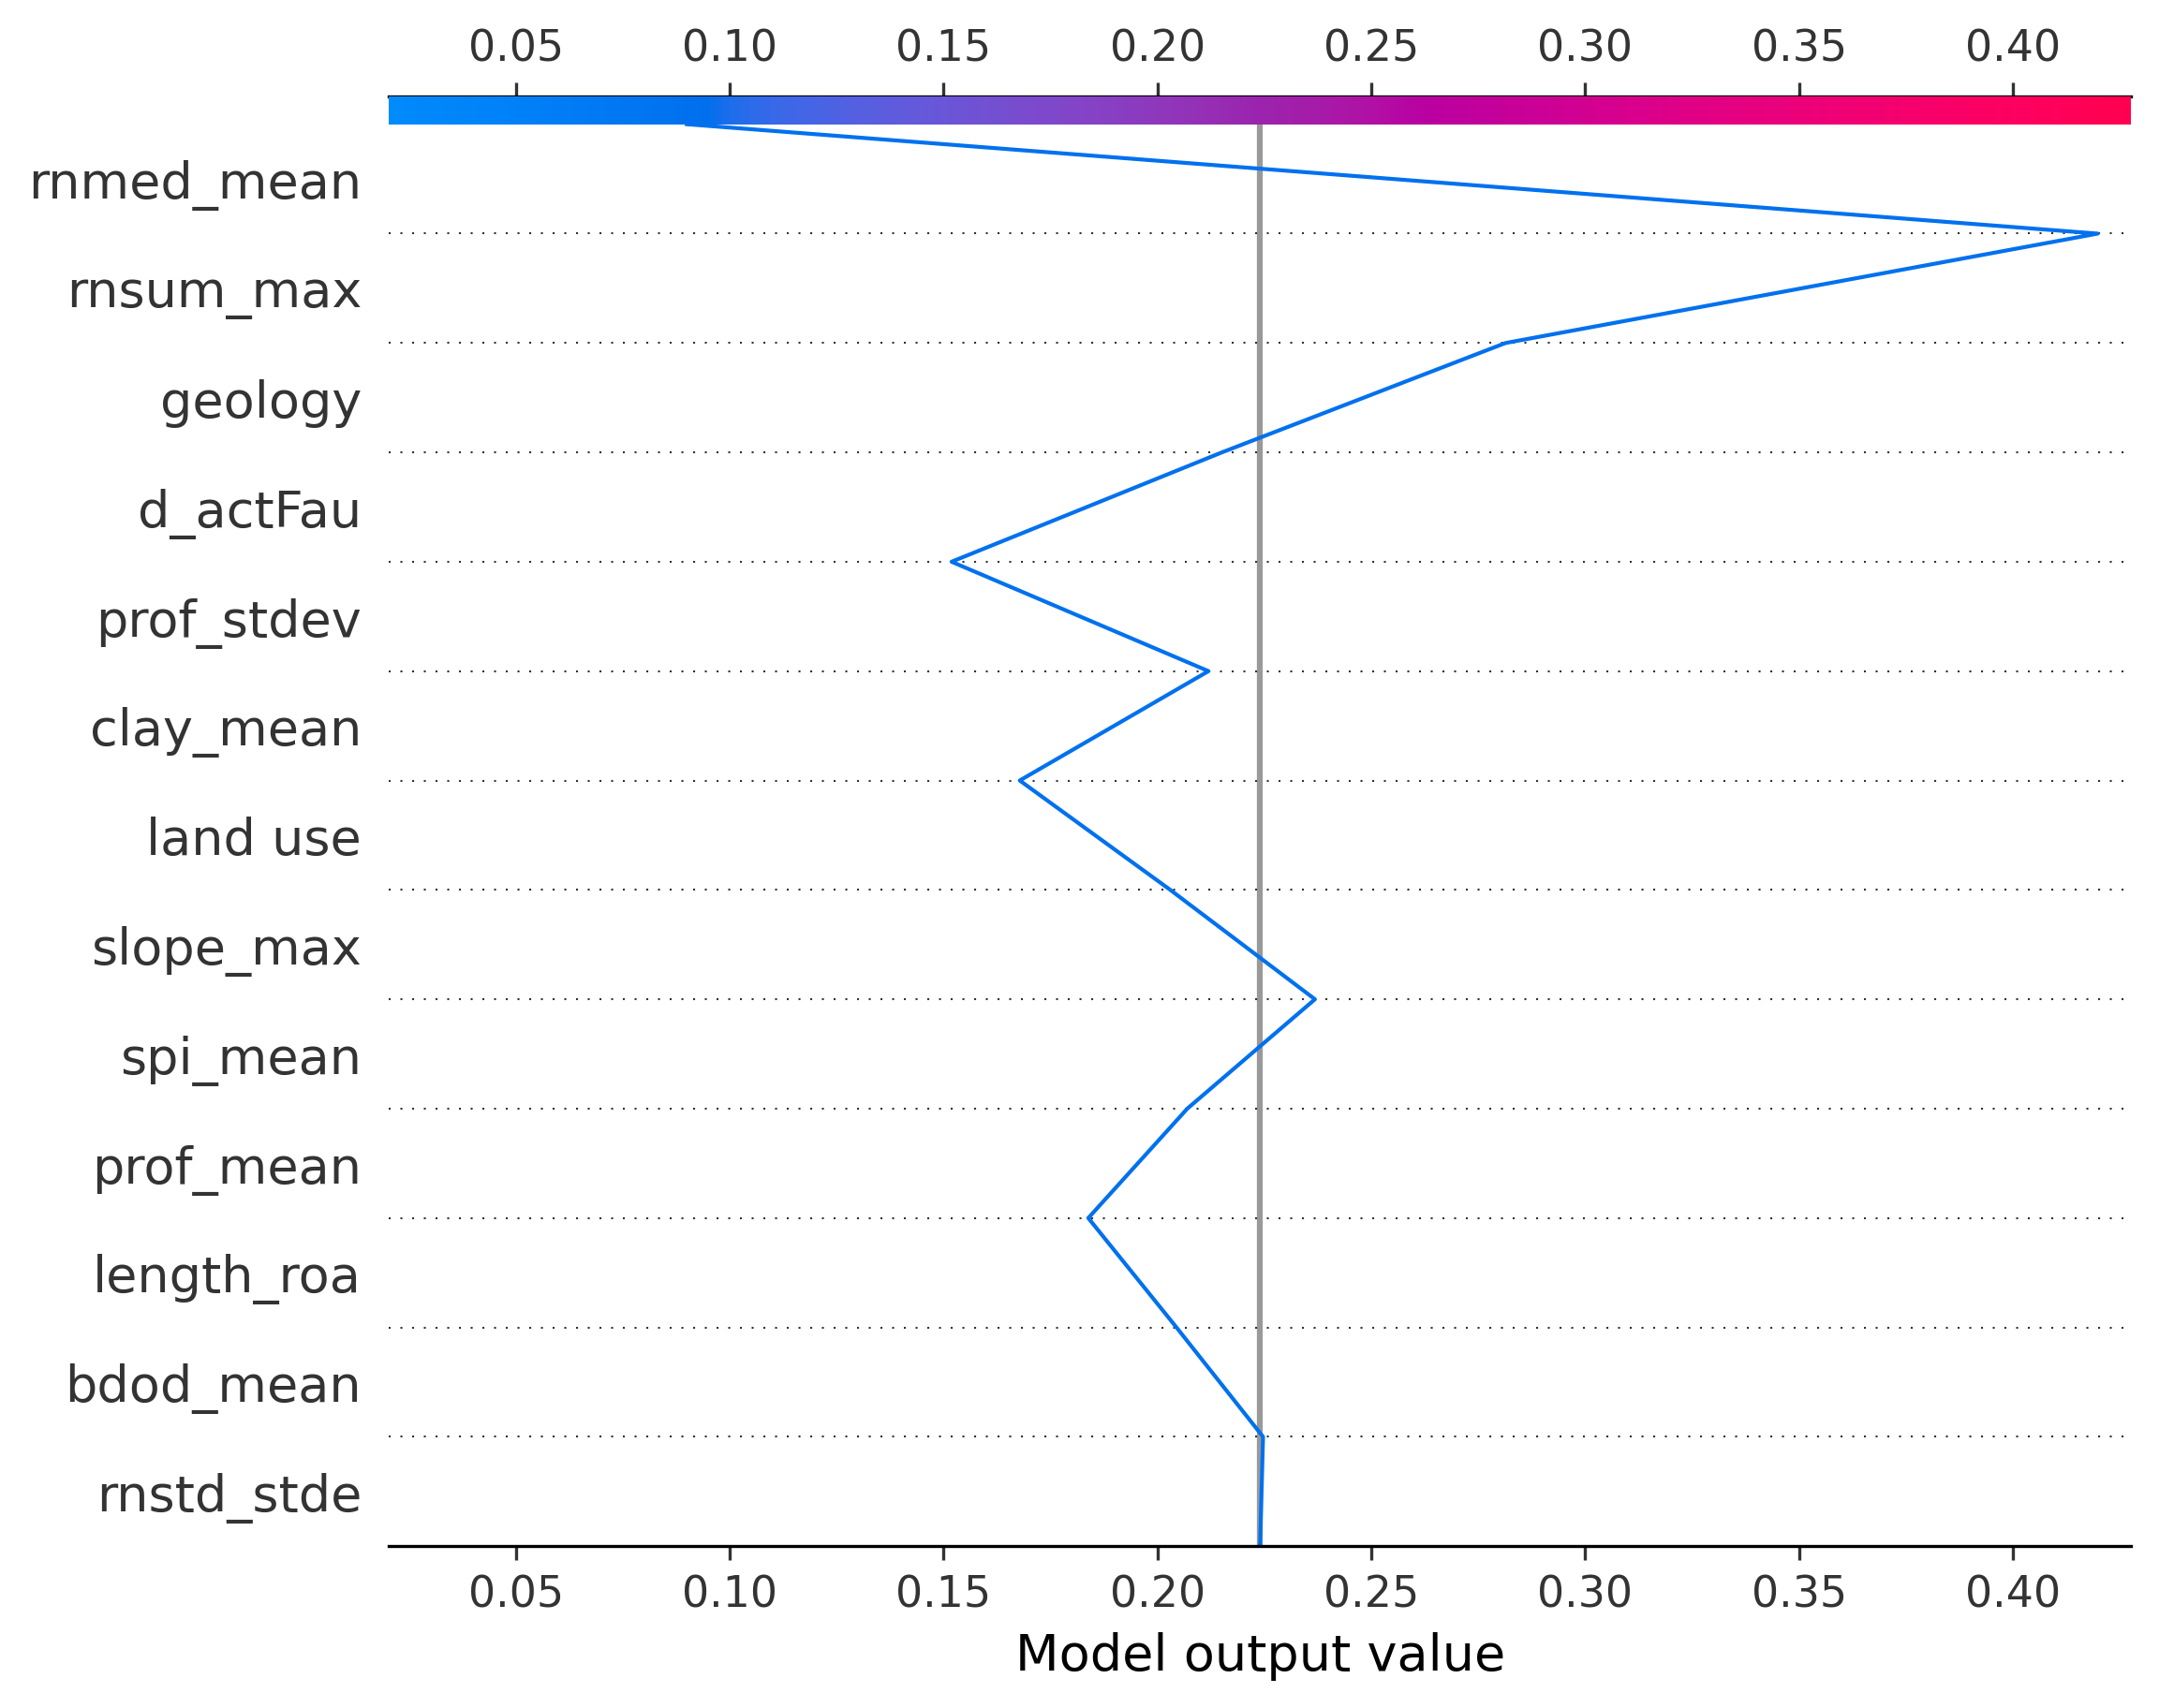 0.05 0.10 0.15 0.20 0.25 0.30 0.35 0.40
rnmed_mean
rnsum_max
geology
d_actFau
prof_stdev
clay_mean
land use
slope_max
spi_mean
prof_mean
length_roa
bdod_mean
rnstd_stde
0.05 0.10 0.15 0.20 0.25 0.30 0.35 0.40
Model output value